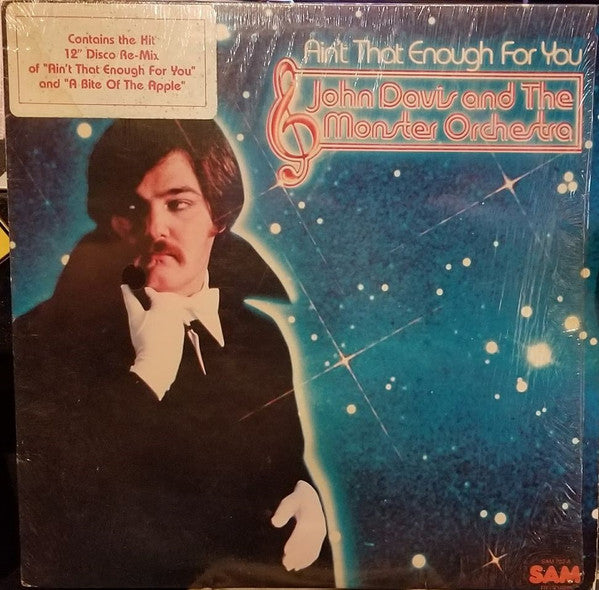 Contains the Hit
12" Disco Re-Mix
of "Ain't That Enough For You"
and "A Bite Of The Apple"
Ain't That Enough For You
John Davis and The
Monster Orchestra
SAM